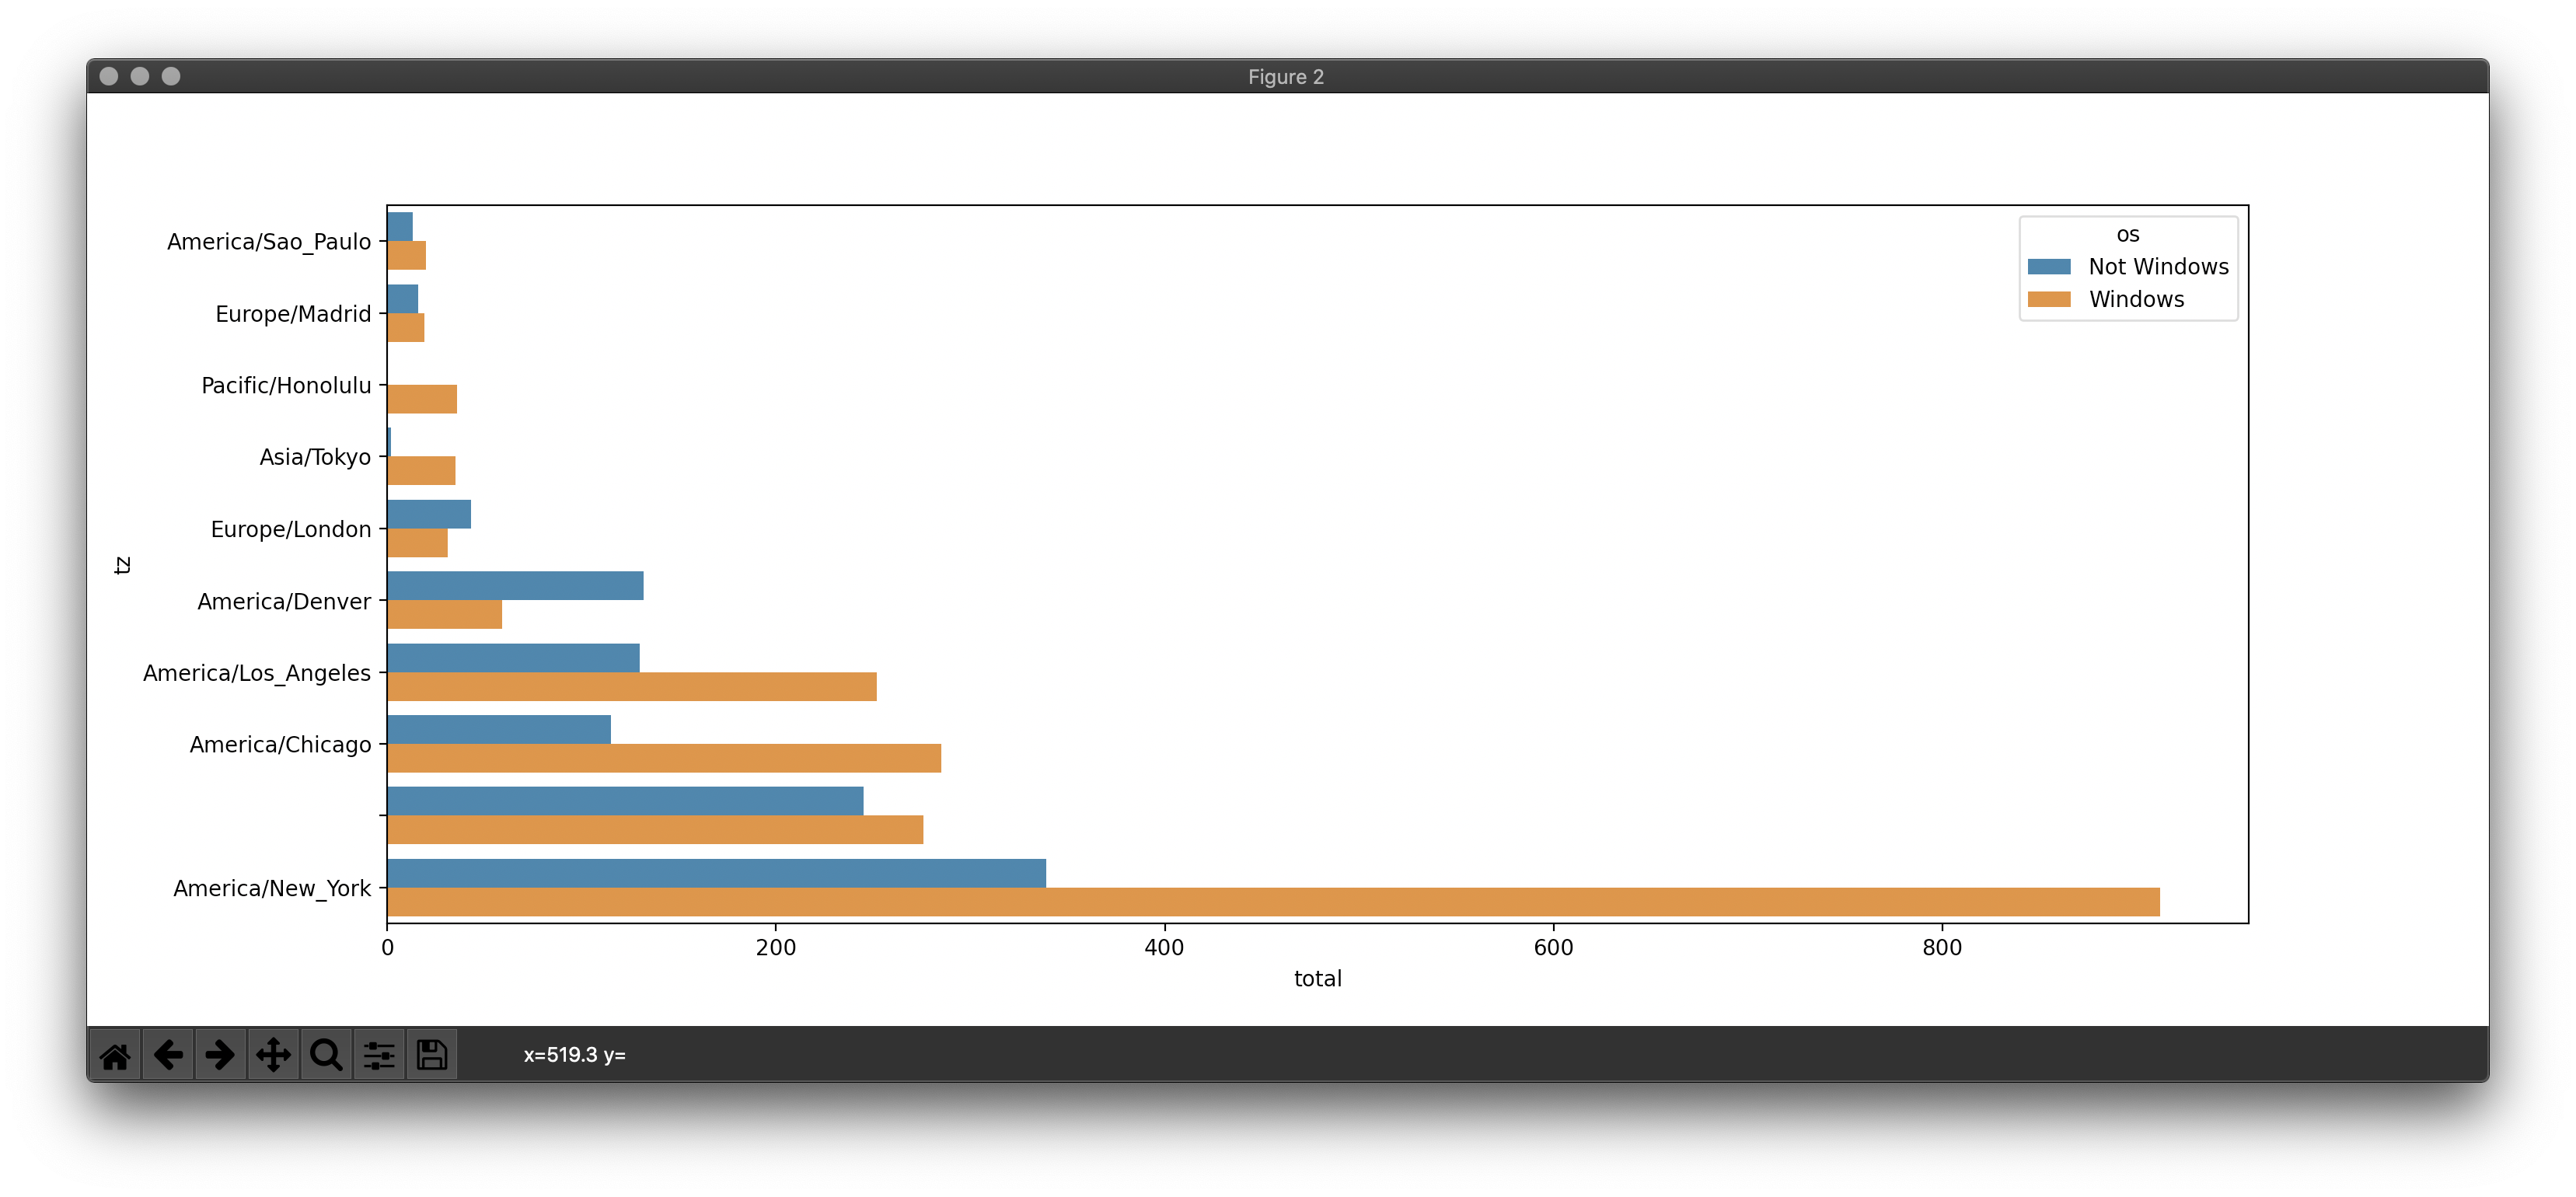 Figure 2
America/Sao_Paulo
Europe/Madrid
Pacific/Honolulu
Asia/Tokyo
Europe/London
America/Denver
America/Los_Angeles
America/Chicago
America/New_York
tz
os
Not Windows
Windows
0 200 400 600 800
total
x=519.3 y=